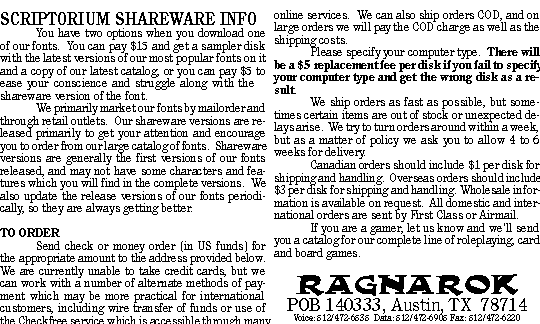 SCRIPTORIUM SHAREWARE INFO
You have two options when you download one
of our fonts.  You can pay $15 and get a sampler disk
with the latest versions of our most popular fonts on it
and a copy of our latest catalog, or you can pay $5 to
ease your conscience and struggle along with the
shareware version of the font.
We primarily market our fonts by mailorder and
through retail outlets.  Our shareware versions are re-
leased primarily to get your attention and encourage
you to order from our large catalog of fonts.  Shareware
versions are generally the first versions of our fonts
released, and may not have some characters and fea-
tures which you will find in the complete versions.  We
also update the release versions of our fonts periodi-
cally, so they are always getting better.
TO ORDER
Send check or money order (in US funds) for
the appropriate amount to the address provided below.
We are currently unable to take credit cards, but we
can work with a number of alternate methods of pay-
ment which may be more practical for international
customers, including wire transfer of funds or use of
the Checkfree service which is accessible through many
online services.  We can also ship orders COD, and on
large orders we will pay the COD charge as well as the
shipping costs.
Please specify your computer type.  There will
be a $5 replacement fee per disk if you fail to specify
your computer type and get the wrong disk as a re-
sult.
We ship orders as fast as possible, but some-
times certain items are out of stock or unexpected de-
lays arise.  We try to turn orders around within a week,
but as a matter of policy we ask you to allow 4 to 6
weeks for delivery.
Canadian orders should include $1 per disk for
shipping and handling.  Overseas orders should include
$3 per disk for shipping and handling.  Wholesale infor-
mation is available on request.  All domestic and inter-
national orders are sent by First Class or Airmail.
If you are a gamer, let us know and we'll send
you a catalog for our complete line of roleplaying, card
and board games.
RAGNAROK
POB 140333, Austin, TX  78714
Voice: 512/472-6535  Data: 512/472-6906  Fax: 512/472-6220